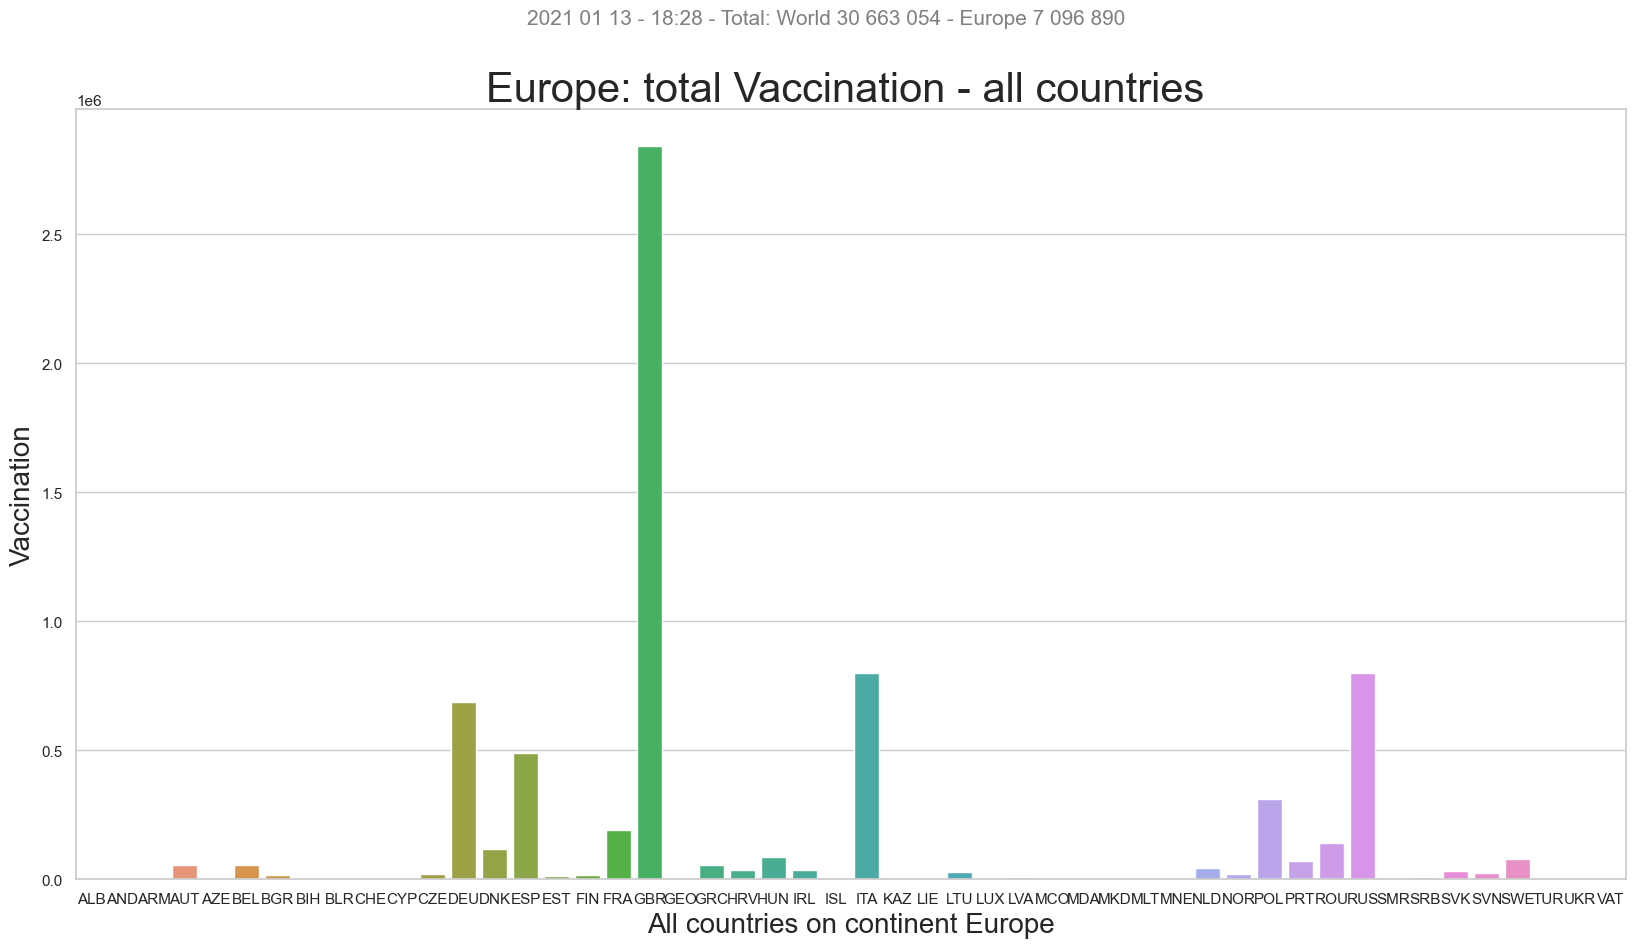 2021 01 13 - 18:28 - Total: World 30 663 054 - Europe 7 096 890
Europe: total Vaccination - all countries
1e6
2.5
2.0
1.5
1.0
0.5
0.0
Vaccination
ALB AND ARM AUT AZE BEL BGR BIH BLR CHE CYP CZE DEU DNK ESP EST FIN FRA GBR GEO GRC HRV HUN IRL ISL ITA KAZ LIE LTU LUX LVA MCO MDA MKD MLT MNE NLD NOR POL PRT ROU RUS SMR SRB SVK SVN SWE TUR UKR VAT
All countries on continent Europe